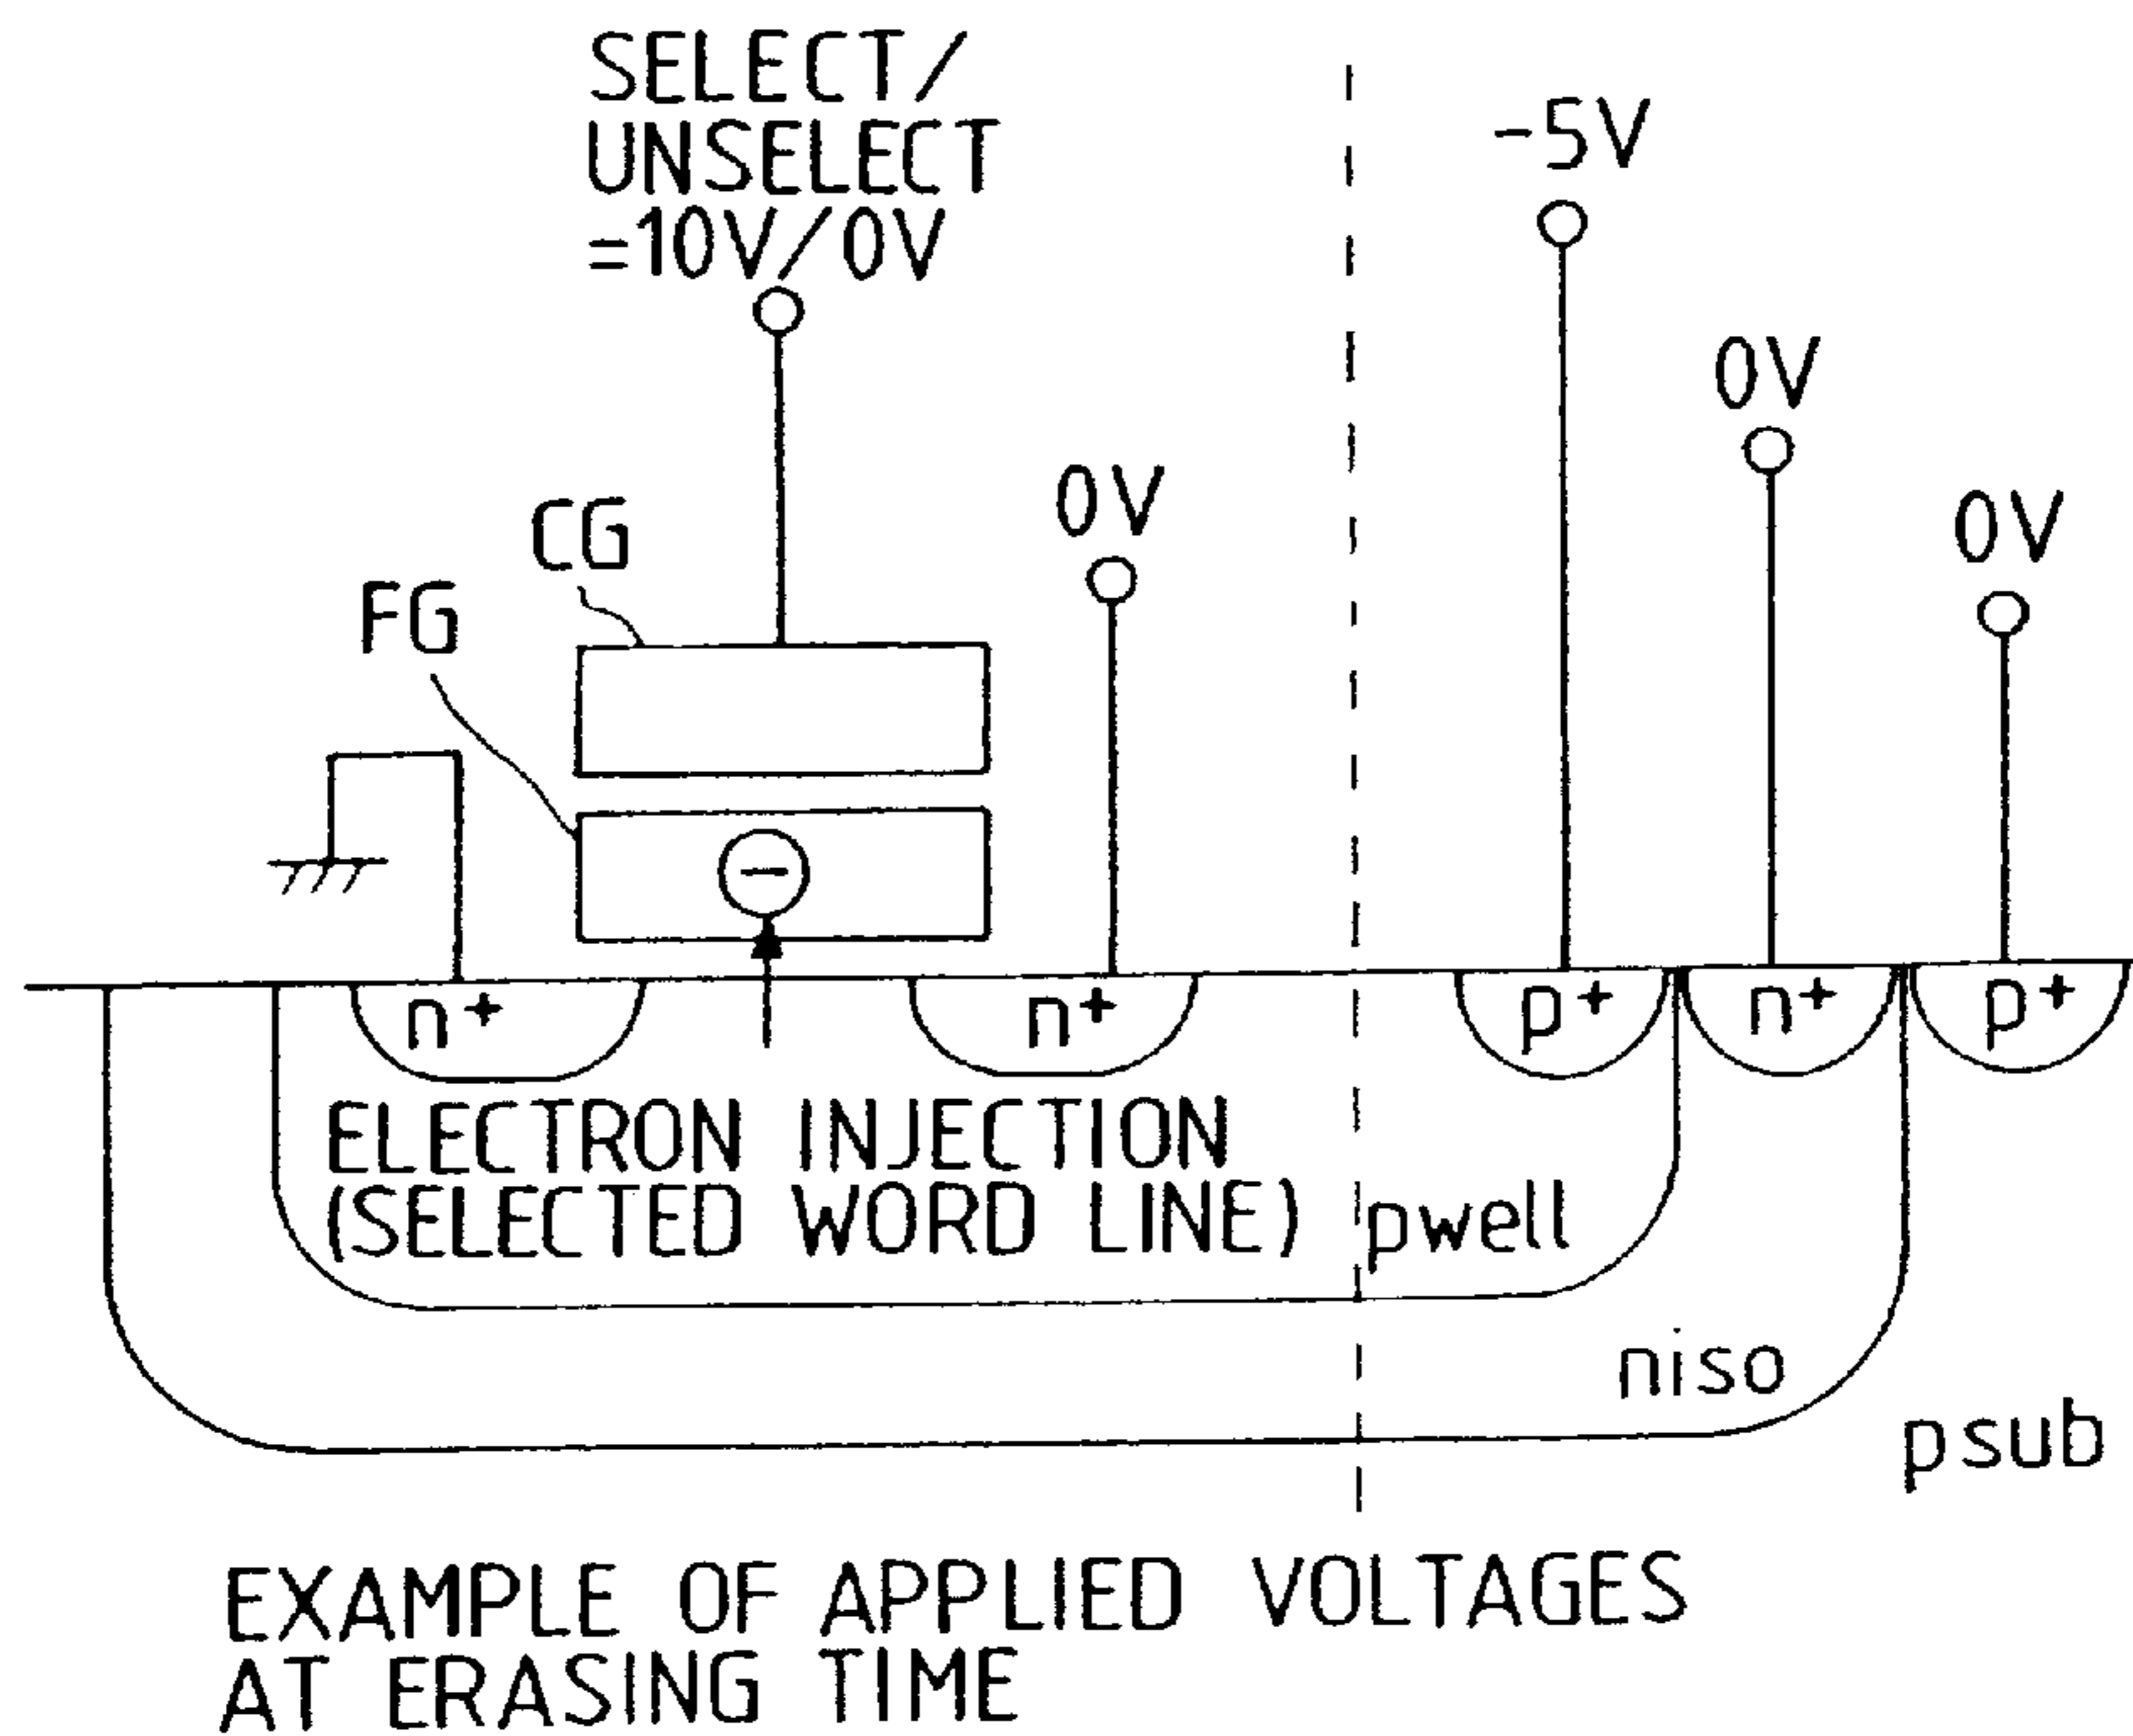 SELECT/
UNSELECT
=10V/0V
-5V
0V
0V
0V
CG
FG
−
n+
n+
p+
n+
p+
ELECTRON INJECTION
(SELECTED WORD LINE)
pwell
niso
psub
EXAMPLE OF APPLIED VOLTAGES
AT ERASING TIME